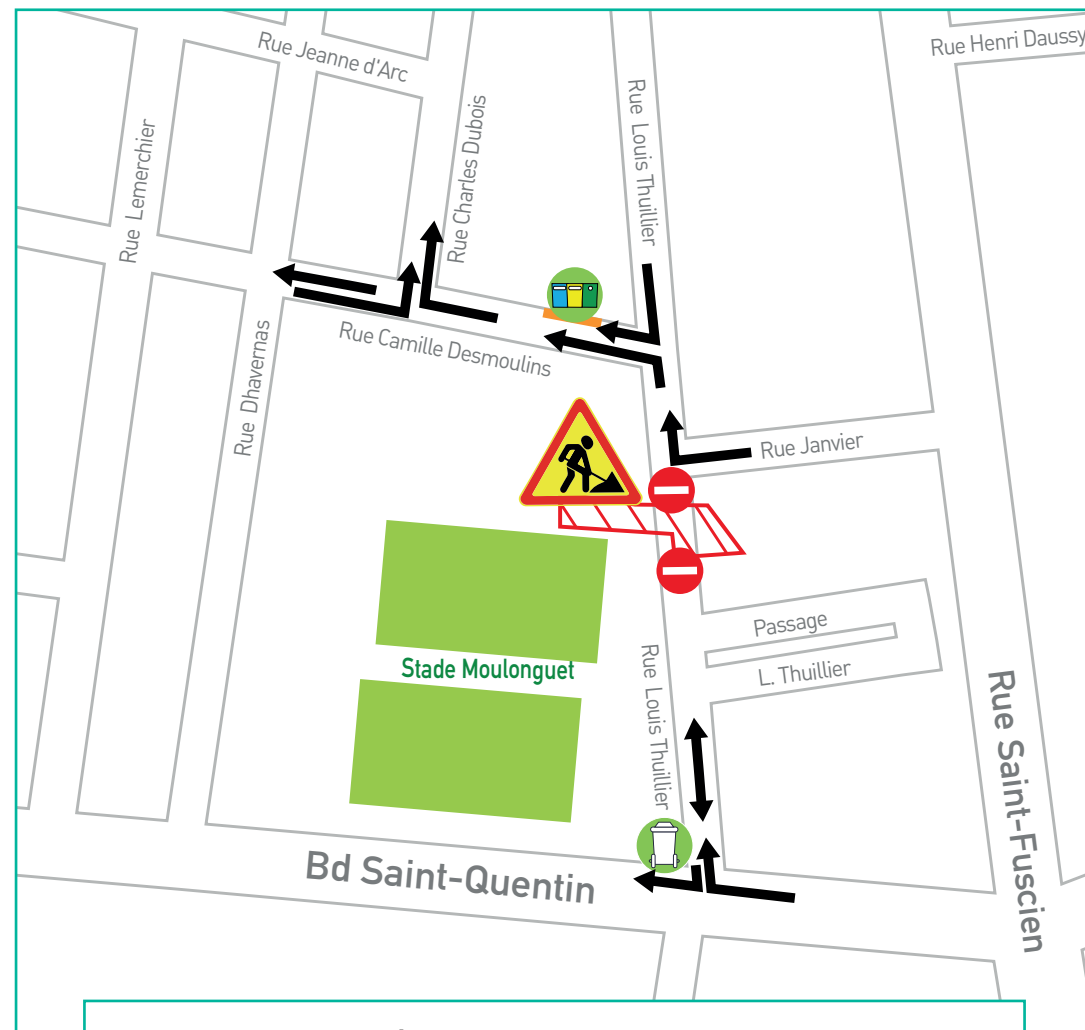 Rue Jeanne d'Arc
Rue Henri Daussy
Rue Lemerchier
Rue Charles Dubois
Rue Louis Thuillier
Rue Camille Desmoulins
Rue Dhavernas
Rue Janvier
Passage
L. Thuillier
Stade Moulonguet
Rue Louis Thuillier
Rue Saint-Fuscien
Bd Saint-Quentin